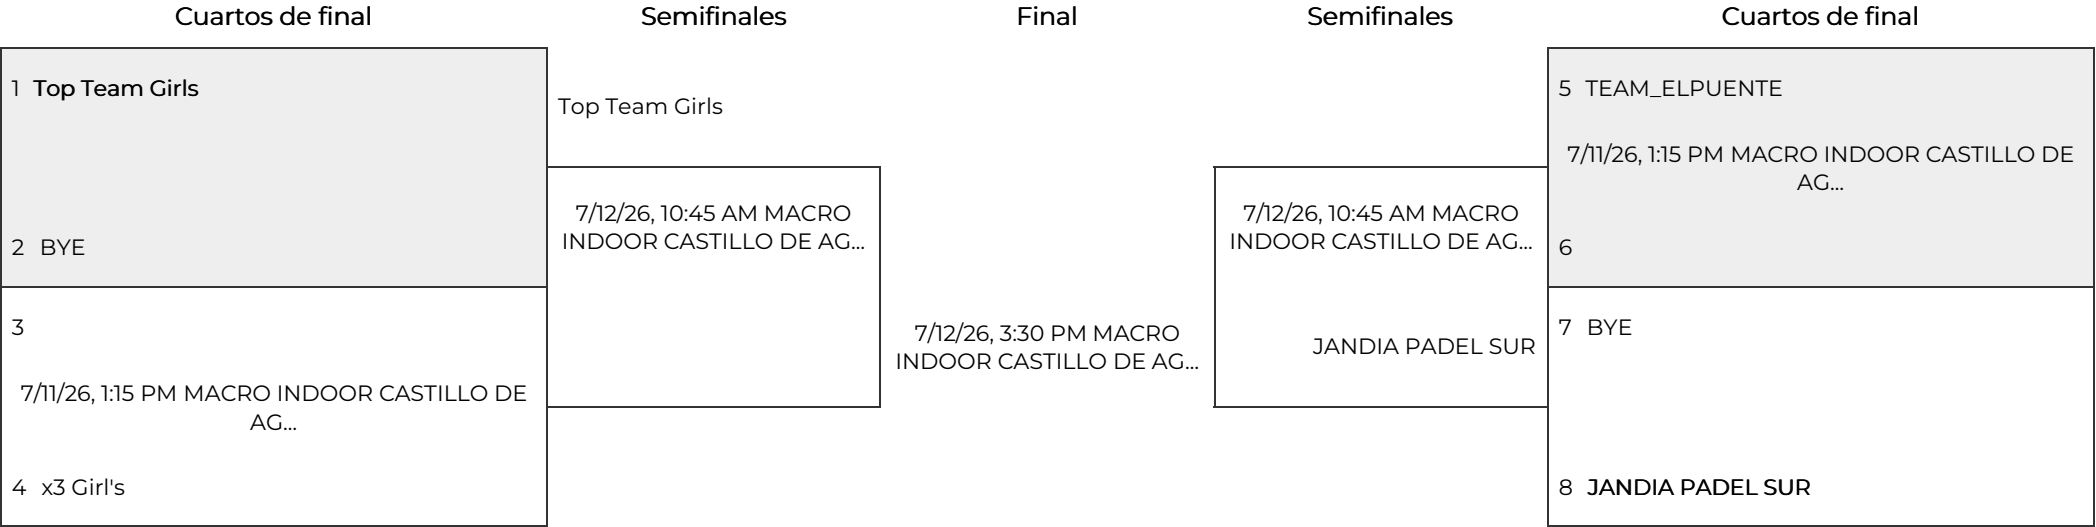 Cuartos de final
Semifinales
Final
Semifinales
Cuartos de final
1 Top Team Girls
2 BYE
3
7/11/26, 1:15 PM MACRO INDOOR CASTILLO DE
AG...
4 x3 Girl's
Top Team Girls
7/12/26, 10:45 AM MACRO
INDOOR CASTILLO DE AG...
7/12/26, 3:30 PM MACRO
INDOOR CASTILLO DE AG...
7/12/26, 10:45 AM MACRO
INDOOR CASTILLO DE AG...
JANDIA PADEL SUR
5 TEAM_ELPUENTE
7/11/26, 1:15 PM MACRO INDOOR CASTILLO DE
AG...
6
7 BYE
8 JANDIA PADEL SUR